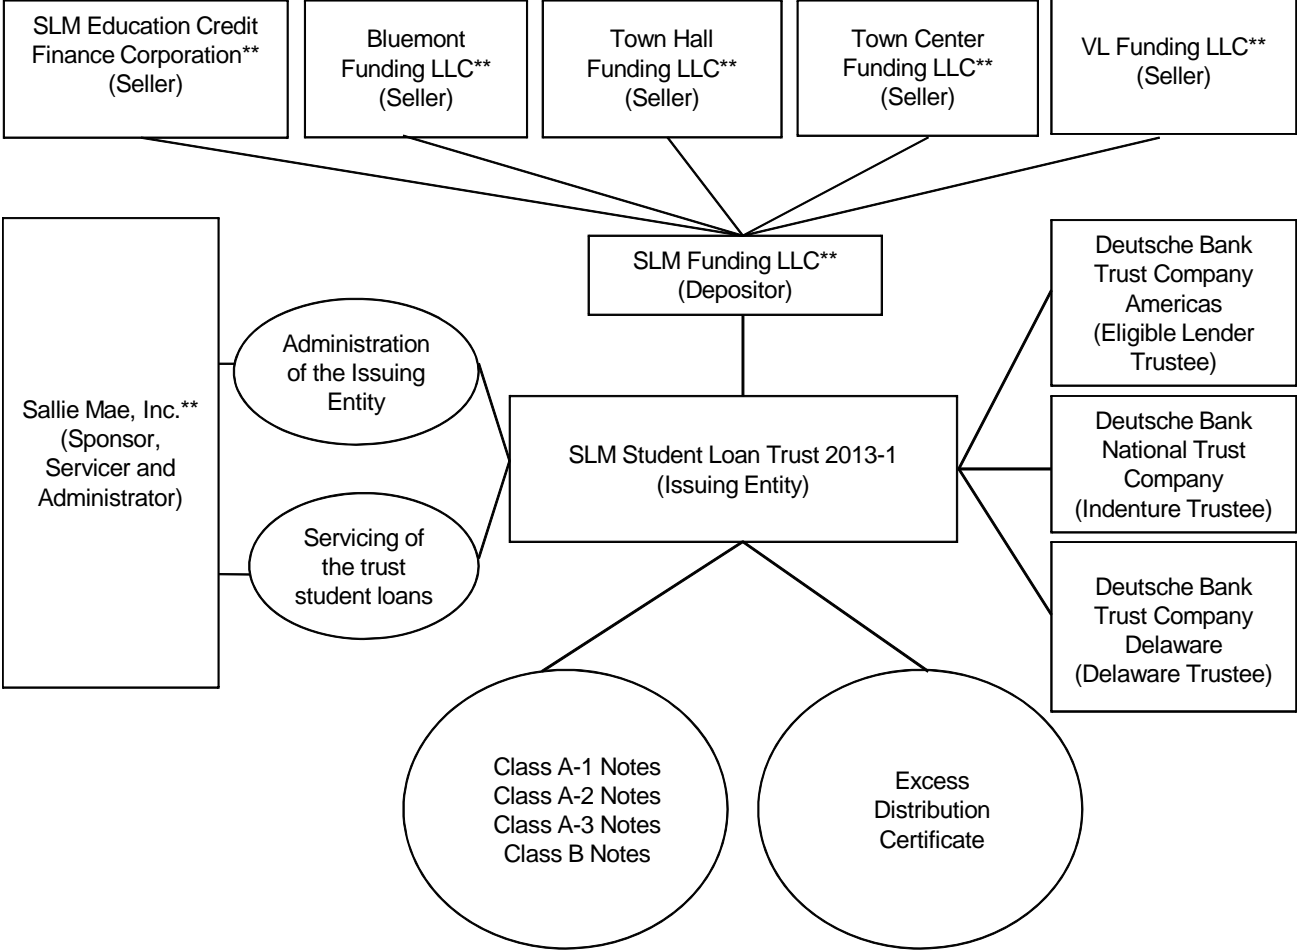 SLM Education Credit
Finance Corporation**
(Seller)
Bluemont
Funding LLC**
(Seller)
Town Hall
Funding LLC**
(Seller)
Town Center
Funding LLC**
(Seller)
VL Funding LLC**
(Seller)
SLM Funding LLC**
(Depositor)
Sallie Mae, Inc.**
(Sponsor,
Servicer and
Administrator)
Administration
of the Issuing
Entity
Servicing of
the trust
student loans
SLM Student Loan Trust 2013-1
(Issuing Entity)
Deutsche Bank
Trust Company
Americas
(Eligible Lender
Trustee)
Deutsche Bank
National Trust
Company
(Indenture Trustee)
Deutsche Bank
Trust Company
Delaware
(Delaware Trustee)
Class A-1 Notes
Class A-2 Notes
Class A-3 Notes
Class B Notes
Excess
Distribution
Certificate